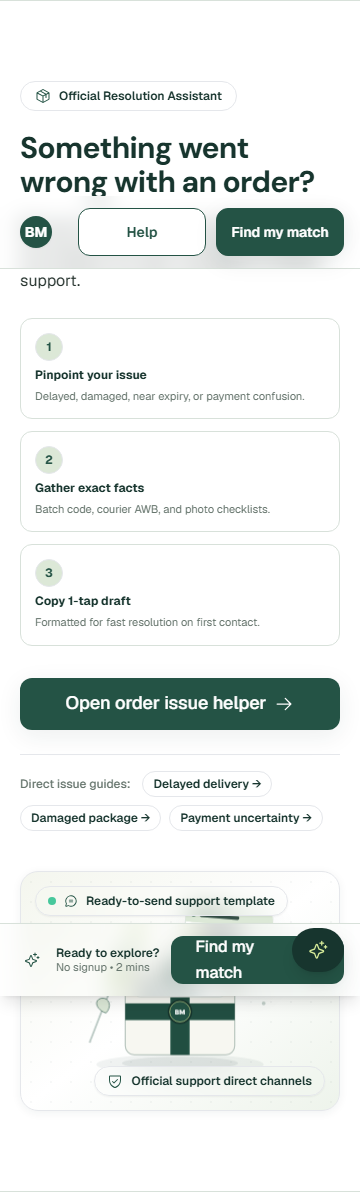 Official Resolution Assistant
Something went
wrong with an order?
BM
Help
Find my match
support.
1
Pinpoint your issue
Delayed, damaged, near expiry, or payment confusion.
2
Gather exact facts
Batch code, courier AWB, and photo checklists.
3
Copy 1-tap draft
Formatted for fast resolution on first contact.
Open order issue helper →
Direct issue guides:
Delayed delivery →
Damaged package →
Payment uncertainty →
Ready-to-send support template
Ready to explore?
No signup • 2 mins
Find my
match
BM
Official support direct channels